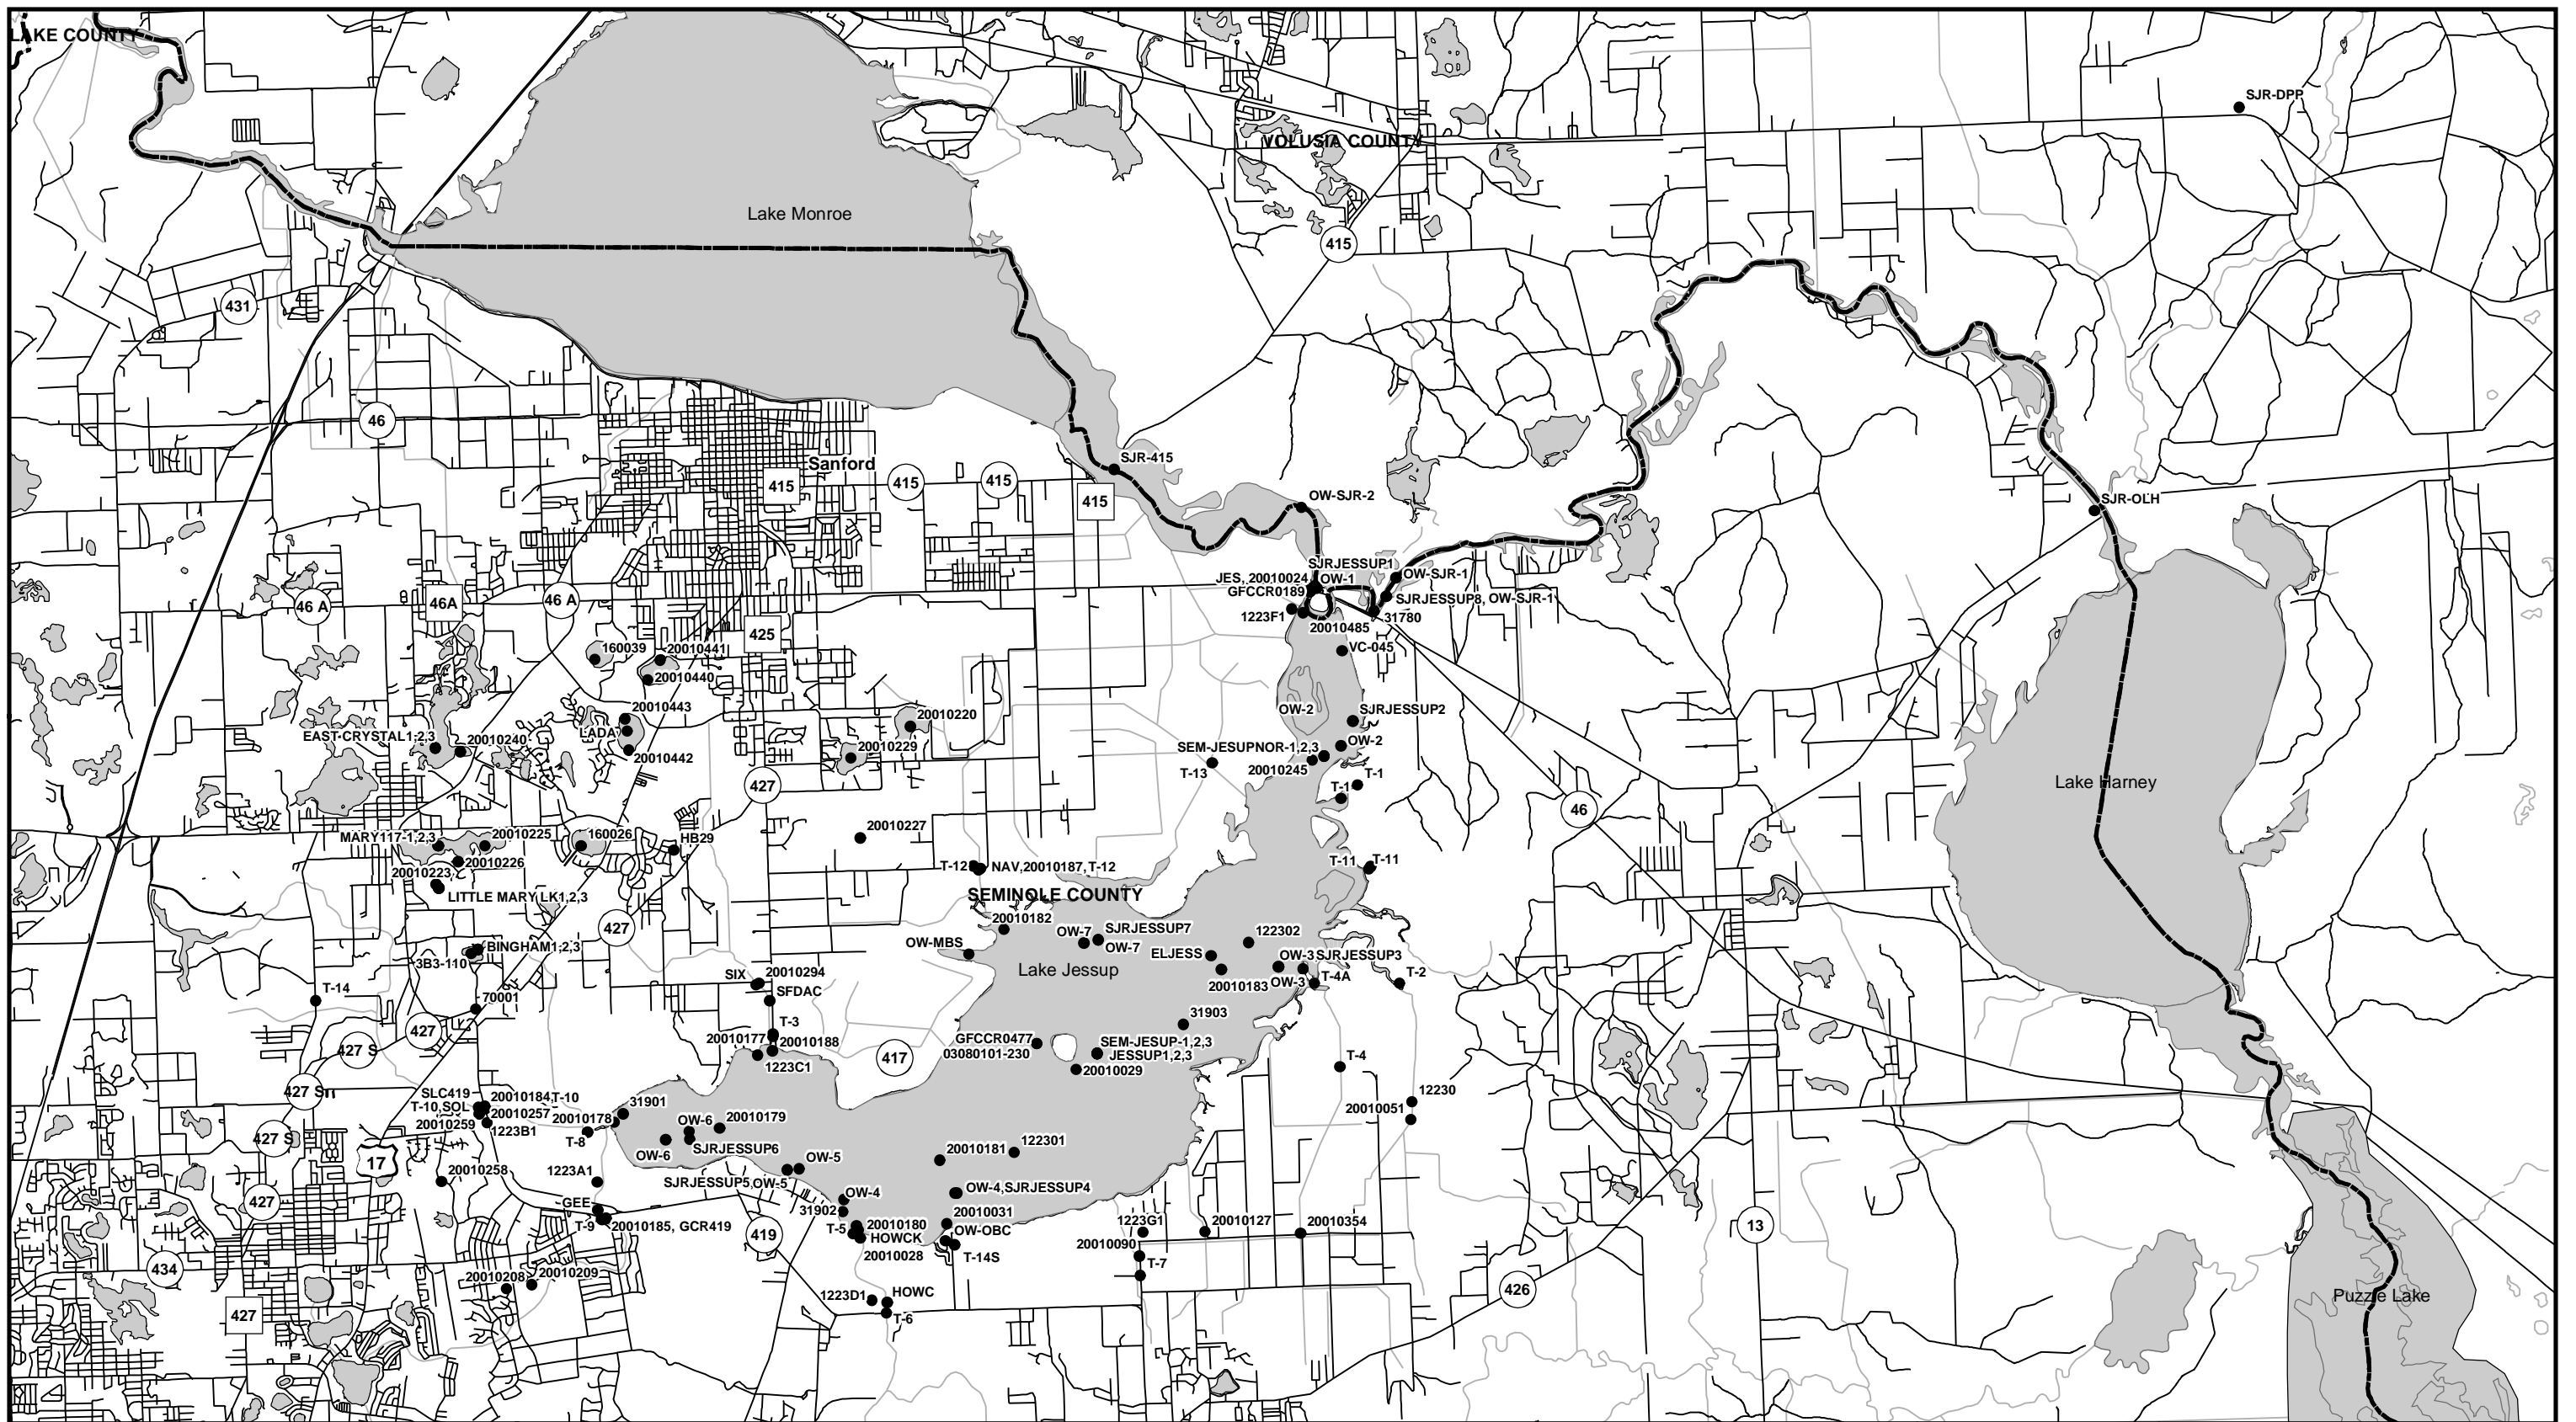 LAKE COUNTY
SJR-DPP
VOLUSIA COUNTY
Lake Monroe
415
431
46
Sanford
SJR-415
415
415
415
415
OW-SJR-2
SJR-OLH
SJRJESSUP1
JES, 20010024
OW-1
OW-SJR-1
GFCCR0189
46 A
46A
46 A
SJRJESSUP8, OW-SJR-1
1223F1
20010485
31780
425
160039
20010441
VC-045
20010440
20010443
OW-2
SJRJESSUP2
20010220
EAST CRYSTAL1,2,3
20010240
LADA
20010442
20010229
SEM-JESUPNOR-1,2,3
OW-2
T-13
20010245
T-1
T-1
427
Lake Harney
46
MARY117-1,2,3
20010225
160026
HB29
20010227
20010226
20010223
T-12
NAV,20010187,T-12
T-11
T-11
LITTLE MARY LK1,2,3
SEMINOLE COUNTY
427
20010182
OW-7
SJRJESSUP7
OW-7
122302
BINGHAM1,2,3
OW-MBS
3B3-110
ELJESS
OW-3
SJRJESSUP3
Lake Jessup
SIX
20010294
T-4A
T-2
20010183
OW-3
SFDAC
T-14
70001
31903
427
T-3
20010177
20010188
GFCCR0477
SEM-JESUP-1,2,3
427 S
417
03080101-230
JESSUP1,2,3
T-4
1223C1
20010029
427 S
SLC419
20010184,T-10
31901
12230
T-10,SOL
20010257
20010178
OW-6
20010179
20010051
20010259
1223B1
427 S
T-8
SJRJESSUP6
OW-6
122301
20010181
17
OW-5
20010258
1223A1
SJRJESSUP5,OW-5
OW-4
OW-4,SJRJESSUP4
427
GEE
31902
20010031
T-9
20010185, GCR419
T-5
20010180
1223G1
20010127
20010354
13
419
HOWCK
OW-OBC
20010028
T-14S
20010090
T-7
434
20010208
20010209
426
1223D1
HOWC
Puzzle Lake
427
T-6